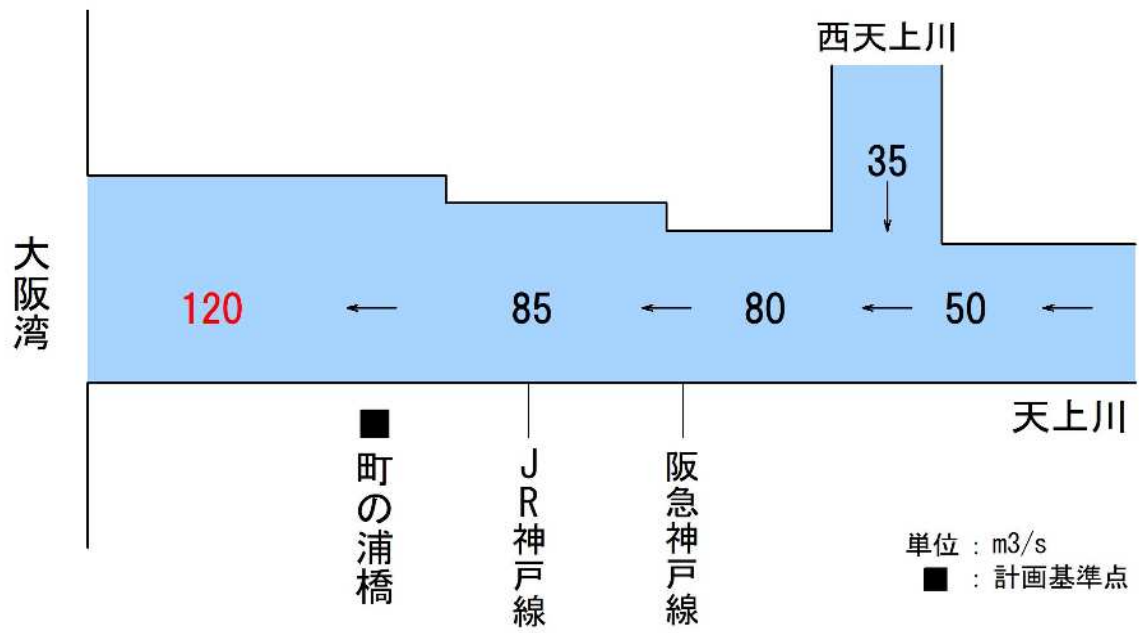 西天上川
35
大阪湾
120
85
80
50
天上川
■
町の浦橋
JR神戸線
阪急神戸線
単位：m3/s
■：計画基準点